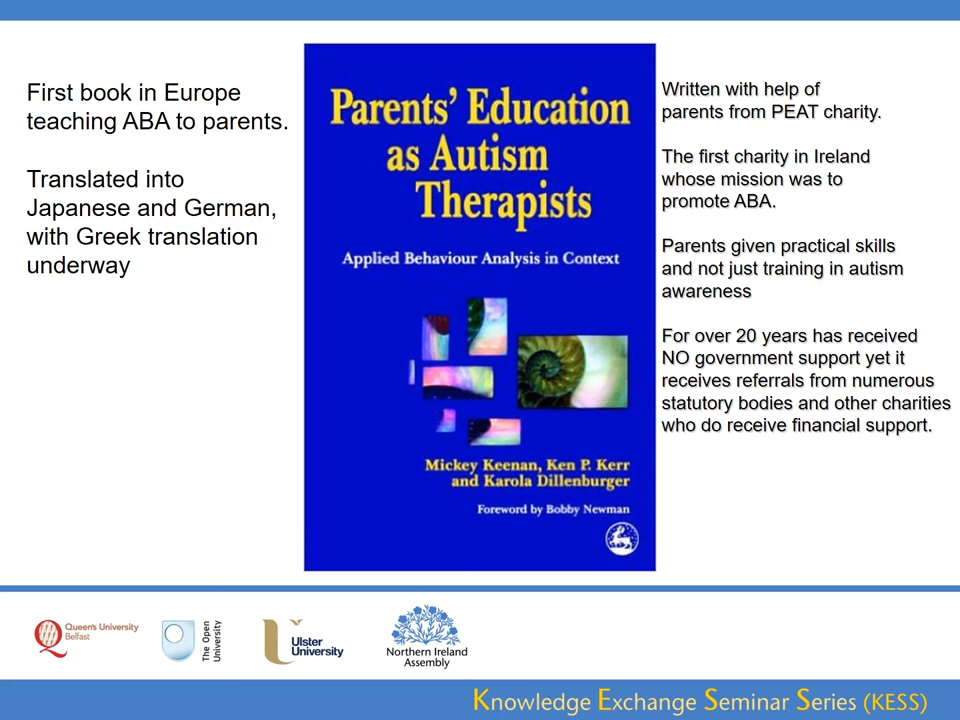 First book in Europe
teaching ABA to parents.
Translated into
Japanese and German,
with Greek translation
underway
Parents' Education
as Autism
Therapists
Applied Behaviour Analysis in Context
Mickey Keenan, Ken P. Kerr
and Karola Dillenburger
Foreword by Bobby Newman
Written with help of
parents from PEAT charity.
The first charity in Ireland
whose mission was to
promote ABA.
Parents given practical skills
and not just training in autism
awareness
For over 20 years has received
NO government support yet it
receives referrals from numerous
statutory bodies and other charities
who do receive financial support.
Queen's University
Belfast
The Open
University
Ulster
University
Northern Ireland
Assembly
Knowledge Exchange Seminar Series (KESS)